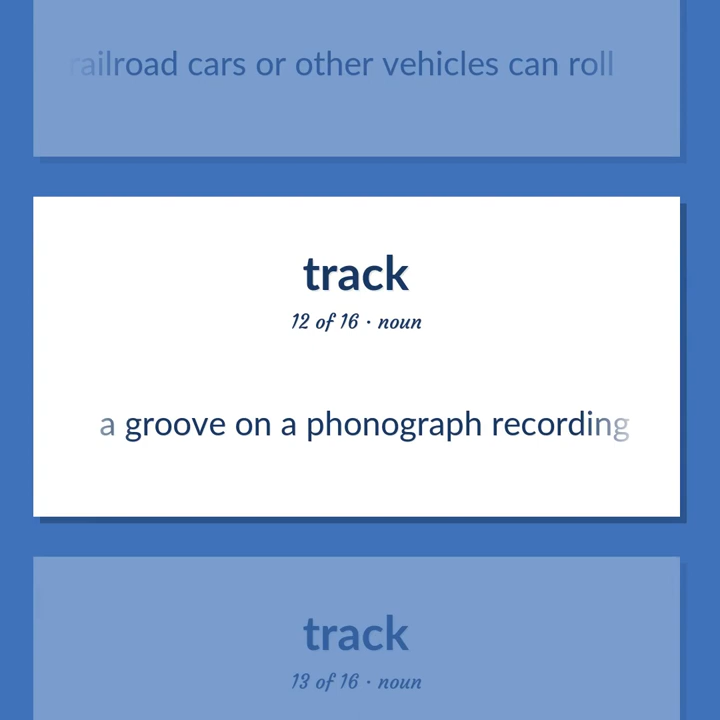 railroad cars or other vehicles can roll
track
12 of 16 · noun
a groove on a phonograph recording
track
13 of 16 · noun